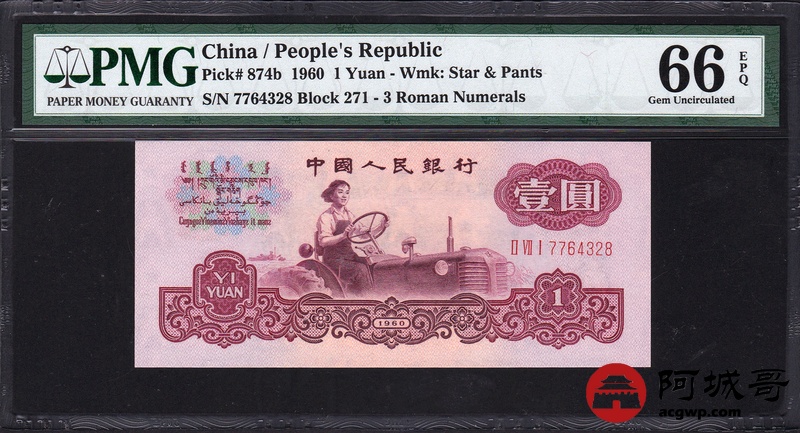 PMG
PAPER MONEY GUARANTY
China / People's Republic
Pick# 874b 1960 1 Yuan - Wmk: Star & Pants
S/N 7764328 Block 271 - 3 Roman Numerals
66 EPQ
Gem Uncirculated
中國人民銀行
壹圓
II VII I 7764328
YI
YUAN
1960
1
阿城哥
acgwp.com